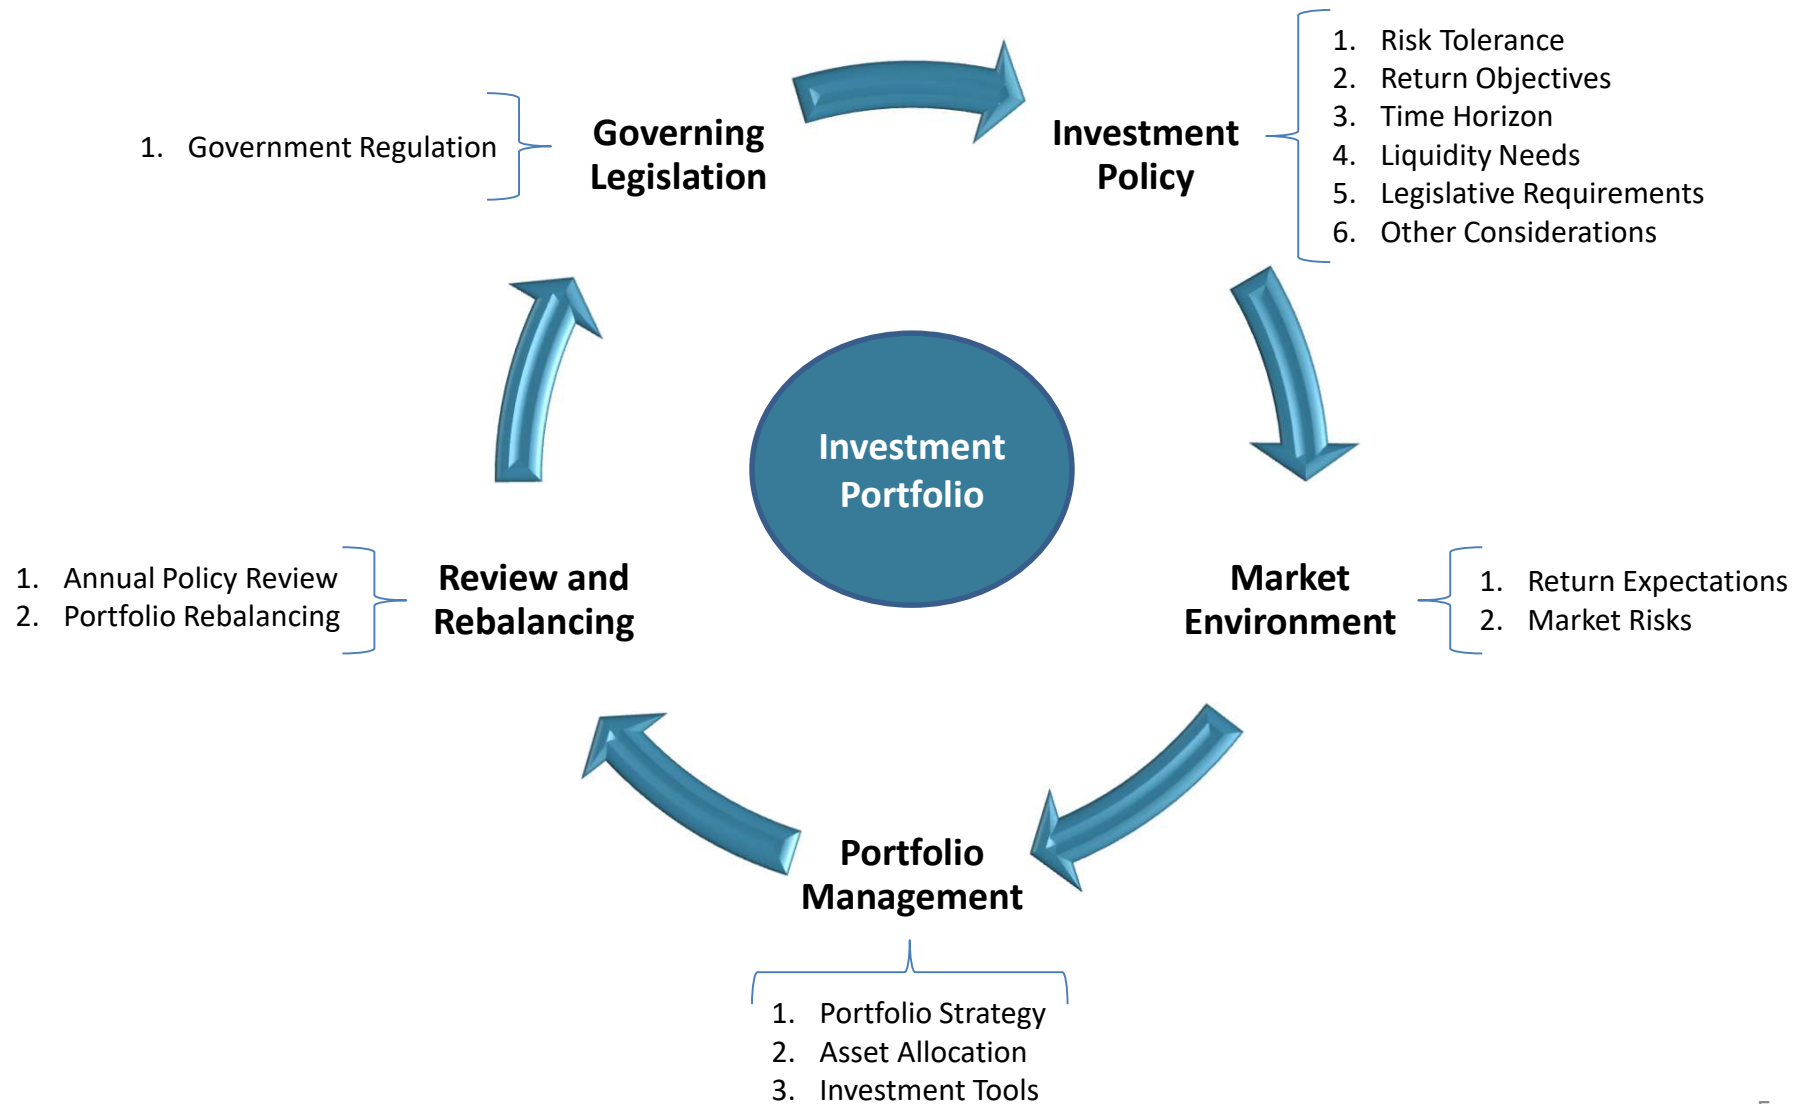 1. Government Regulation
Governing
Legislation
Investment
Policy
1. Risk Tolerance
2. Return Objectives
3. Time Horizon
4. Liquidity Needs
5. Legislative Requirements
6. Other Considerations
Investment
Portfolio
1. Annual Policy Review
2. Portfolio Rebalancing
Review and
Rebalancing
Market
Environment
1. Return Expectations
2. Market Risks
Portfolio
Management
1. Portfolio Strategy
2. Asset Allocation
3. Investment Tools